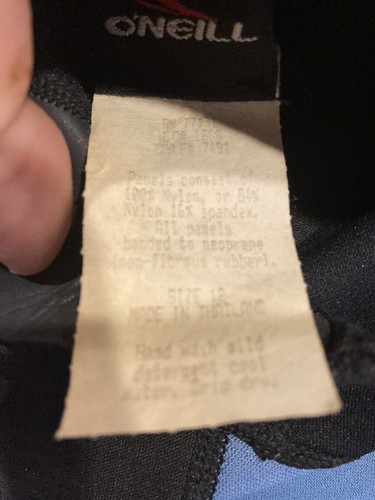 O'NEILL
Panels consist of
100% Nylon, or 84%
Nylon 16% spandex.
All panels
bonded to neoprene
(non-fibrous rubber).
SIZE 12
MADE IN THAILAND
Hand wash mild
detergent cool
water. Drip dry.